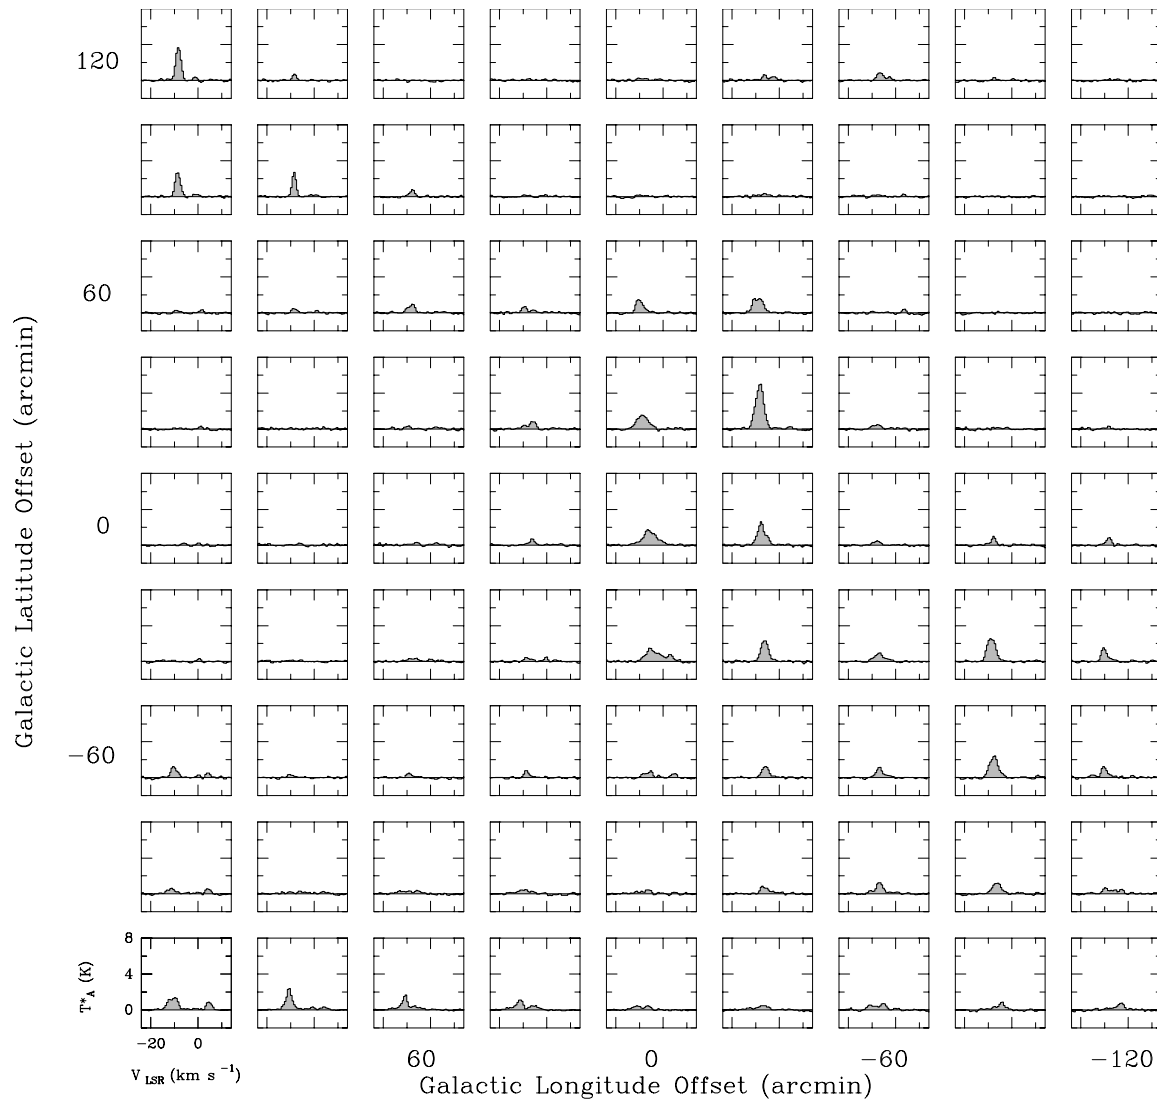 120
60
0
−60
Galactic Latitude Offset (arcmin)
8
4
0
T*A (K)
−20 0
V LSR (km s −1)
60 0 −60 −120
Galactic Longitude Offset (arcmin)